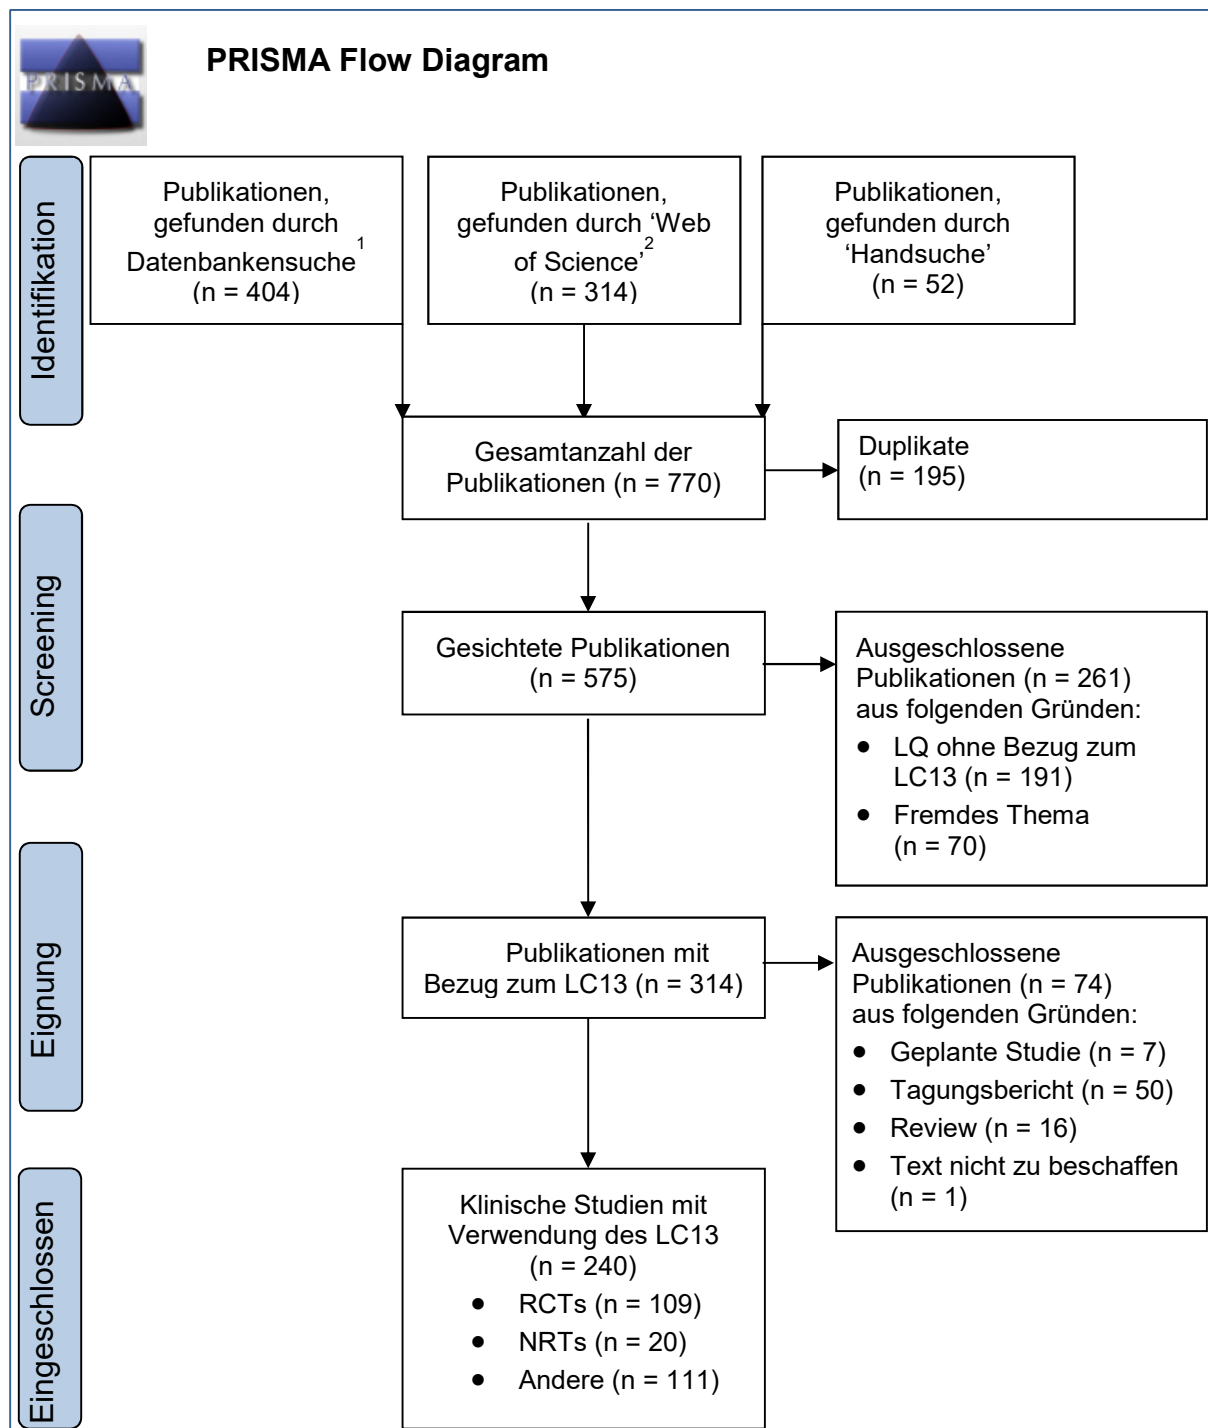 PRISMA
PRISMA Flow Diagram
Identifikation
Publikationen,
gefunden durch
Datenbankensuche1
(n = 404)
Publikationen,
gefunden durch ‘Web
of Science’2
(n = 314)
Publikationen,
gefunden durch
‘Handsuche’
(n = 52)
Gesamtanzahl der
Publikationen (n = 770)
Duplikate
(n = 195)
Screening
Gesichtete Publikationen
(n = 575)
Ausgeschlossene
Publikationen (n = 261)
aus folgenden Gründen:
• LQ ohne Bezug zum
LC13 (n = 191)
• Fremdes Thema
(n = 70)
Eignung
Publikationen mit
Bezug zum LC13 (n = 314)
Ausgeschlossene
Publikationen (n = 74)
aus folgenden Gründen:
• Geplante Studie (n = 7)
• Tagungsbericht (n = 50)
• Review (n = 16)
• Text nicht zu beschaffen
(n = 1)
Eingeschlossen
Klinische Studien mit
Verwendung des LC13
(n = 240)
• RCTs (n = 109)
• NRTs (n = 20)
• Andere (n = 111)